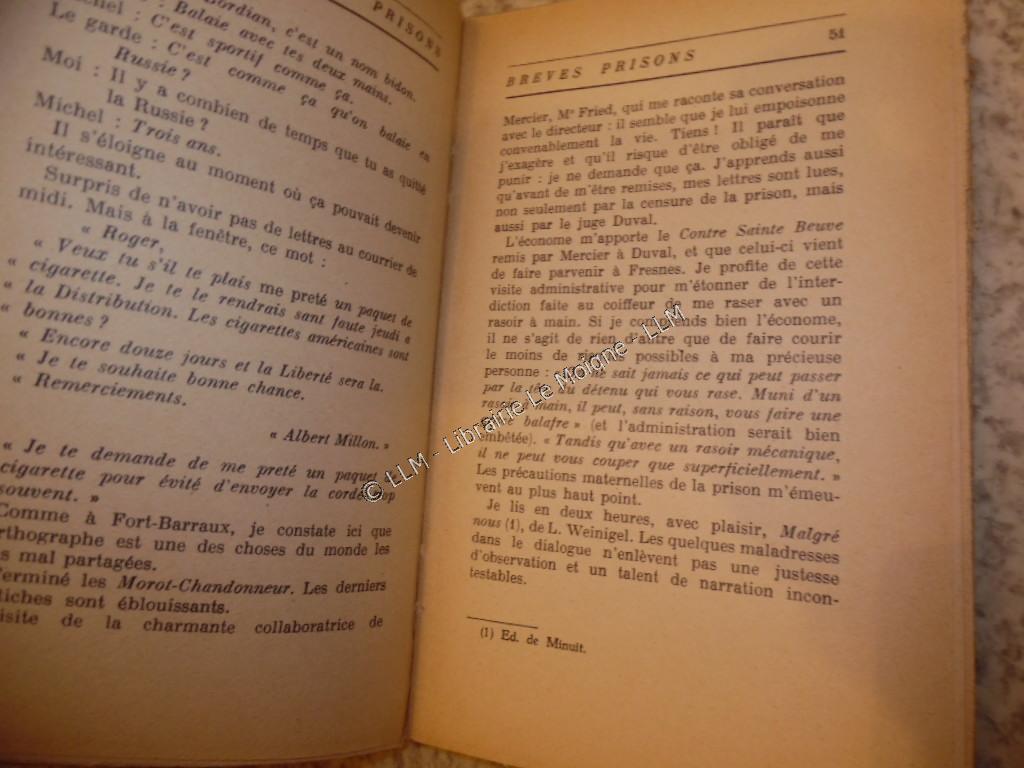 PRISONS
Bordian, c'est un nom bidon.
: Balaie avec tes deux mains.
Michel : C'est sportif comme ça.
Le garde : C'est comme ça qu'on balaie en
Russie ?
Moi : Il y a combien de temps que tu as quitté
la Russie ?
Michel : Trois ans.
Il s'éloigne au moment où ça pouvait devenir
intéressant.
Surpris de n'avoir pas de lettres au courrier de
midi. Mais à la fenêtre, ce mot :
« Roger,
« Veux tu s'il te plais me preté un paquet de
« cigarette. Je te le rendrais sant faute jeudi a
« la Distribution. Les cigarettes américaines sont
« bonnes ?
« Encore douze jours et la Liberté sera la.
« Je te souhaite bonne chance.
« Remerciements.
« Albert Millon. »
« Je te demande de me preté un paquet
cigarette pour évité d'envoyer la corde
souvent. »
Comme à Fort-Barraux, je constate ici que
orthographe est une des choses du monde les
s mal partagées.
Terminé les Morot-Chandonneur. Les derniers
tiches sont éblouissants.
isite de la charmante collaboratrice de
BREVES PRISONS 51
Mercier, Me Fried, qui me raconte sa conversation
avec le directeur : il semble que je lui empoisonne
convenablement la vie. Tiens ! Il paraît que
j'exagère et qu'il risque d'être obligé de me
punir : je ne demande que ça. J'apprends aussi
qu'avant de m'être remises, mes lettres sont lues,
non seulement par la censure de la prison, mais
aussi par le juge Duval.
L'économe m'apporte le Contre Sainte Beuve
remis par Mercier à Duval, et que celui-ci vient
de faire parvenir à Fresnes. Je profite de cette
visite administrative pour m'étonner de l'inter-
diction faite au coiffeur de me raser avec un
rasoir à main. Si je comprends bien l'économe,
il ne s'agit de rien d'autre que de faire courir
le moins de possibles à ma précieuse
personne : sait jamais ce qui peut passer
par la tête du détenu qui vous rase. Muni d'un
rasoir à main, il peut, sans raison, vous faire une
balafre » (et l'administration serait bien
embêtée). « Tandis qu'avec un rasoir mécanique,
il ne peut vous couper que superficiellement. »
Les précautions maternelles de la prison m'émeu-
vent au plus haut point.
Je lis en deux heures, avec plaisir, Malgré
nous (1), de L. Weinigel. Les quelques maladresses
dans le dialogue n'enlèvent pas une justesse
d'observation et un talent de narration incon-
testables.
(1) Ed. de Minuit.
© LLM - Librairie Le Moigne - LLM